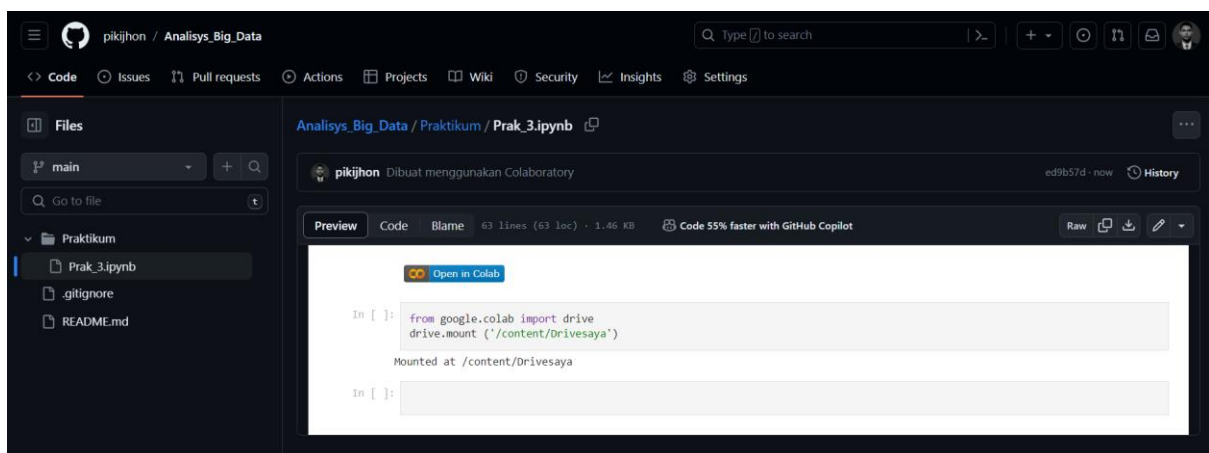 pikijhon / Analisys_Big_Data
Type / to search
Code Issues Pull requests Actions Projects Wiki Security Insights Settings
Files
main
Go to file t
Praktikum
Prak_3.ipynb
.gitignore
README.md
Analisys_Big_Data / Praktikum / Prak_3.ipynb
pikijhon Dibuat menggunakan Colaboratory
ed9b57d · now History
Preview Code Blame 63 lines (63 loc) · 1.46 KB Code 55% faster with GitHub Copilot Raw
Open in Colab
In [ ]: from google.colab import drive
drive.mount ('/content/Drivesaya')
Mounted at /content/Drivesaya
In [ ]: